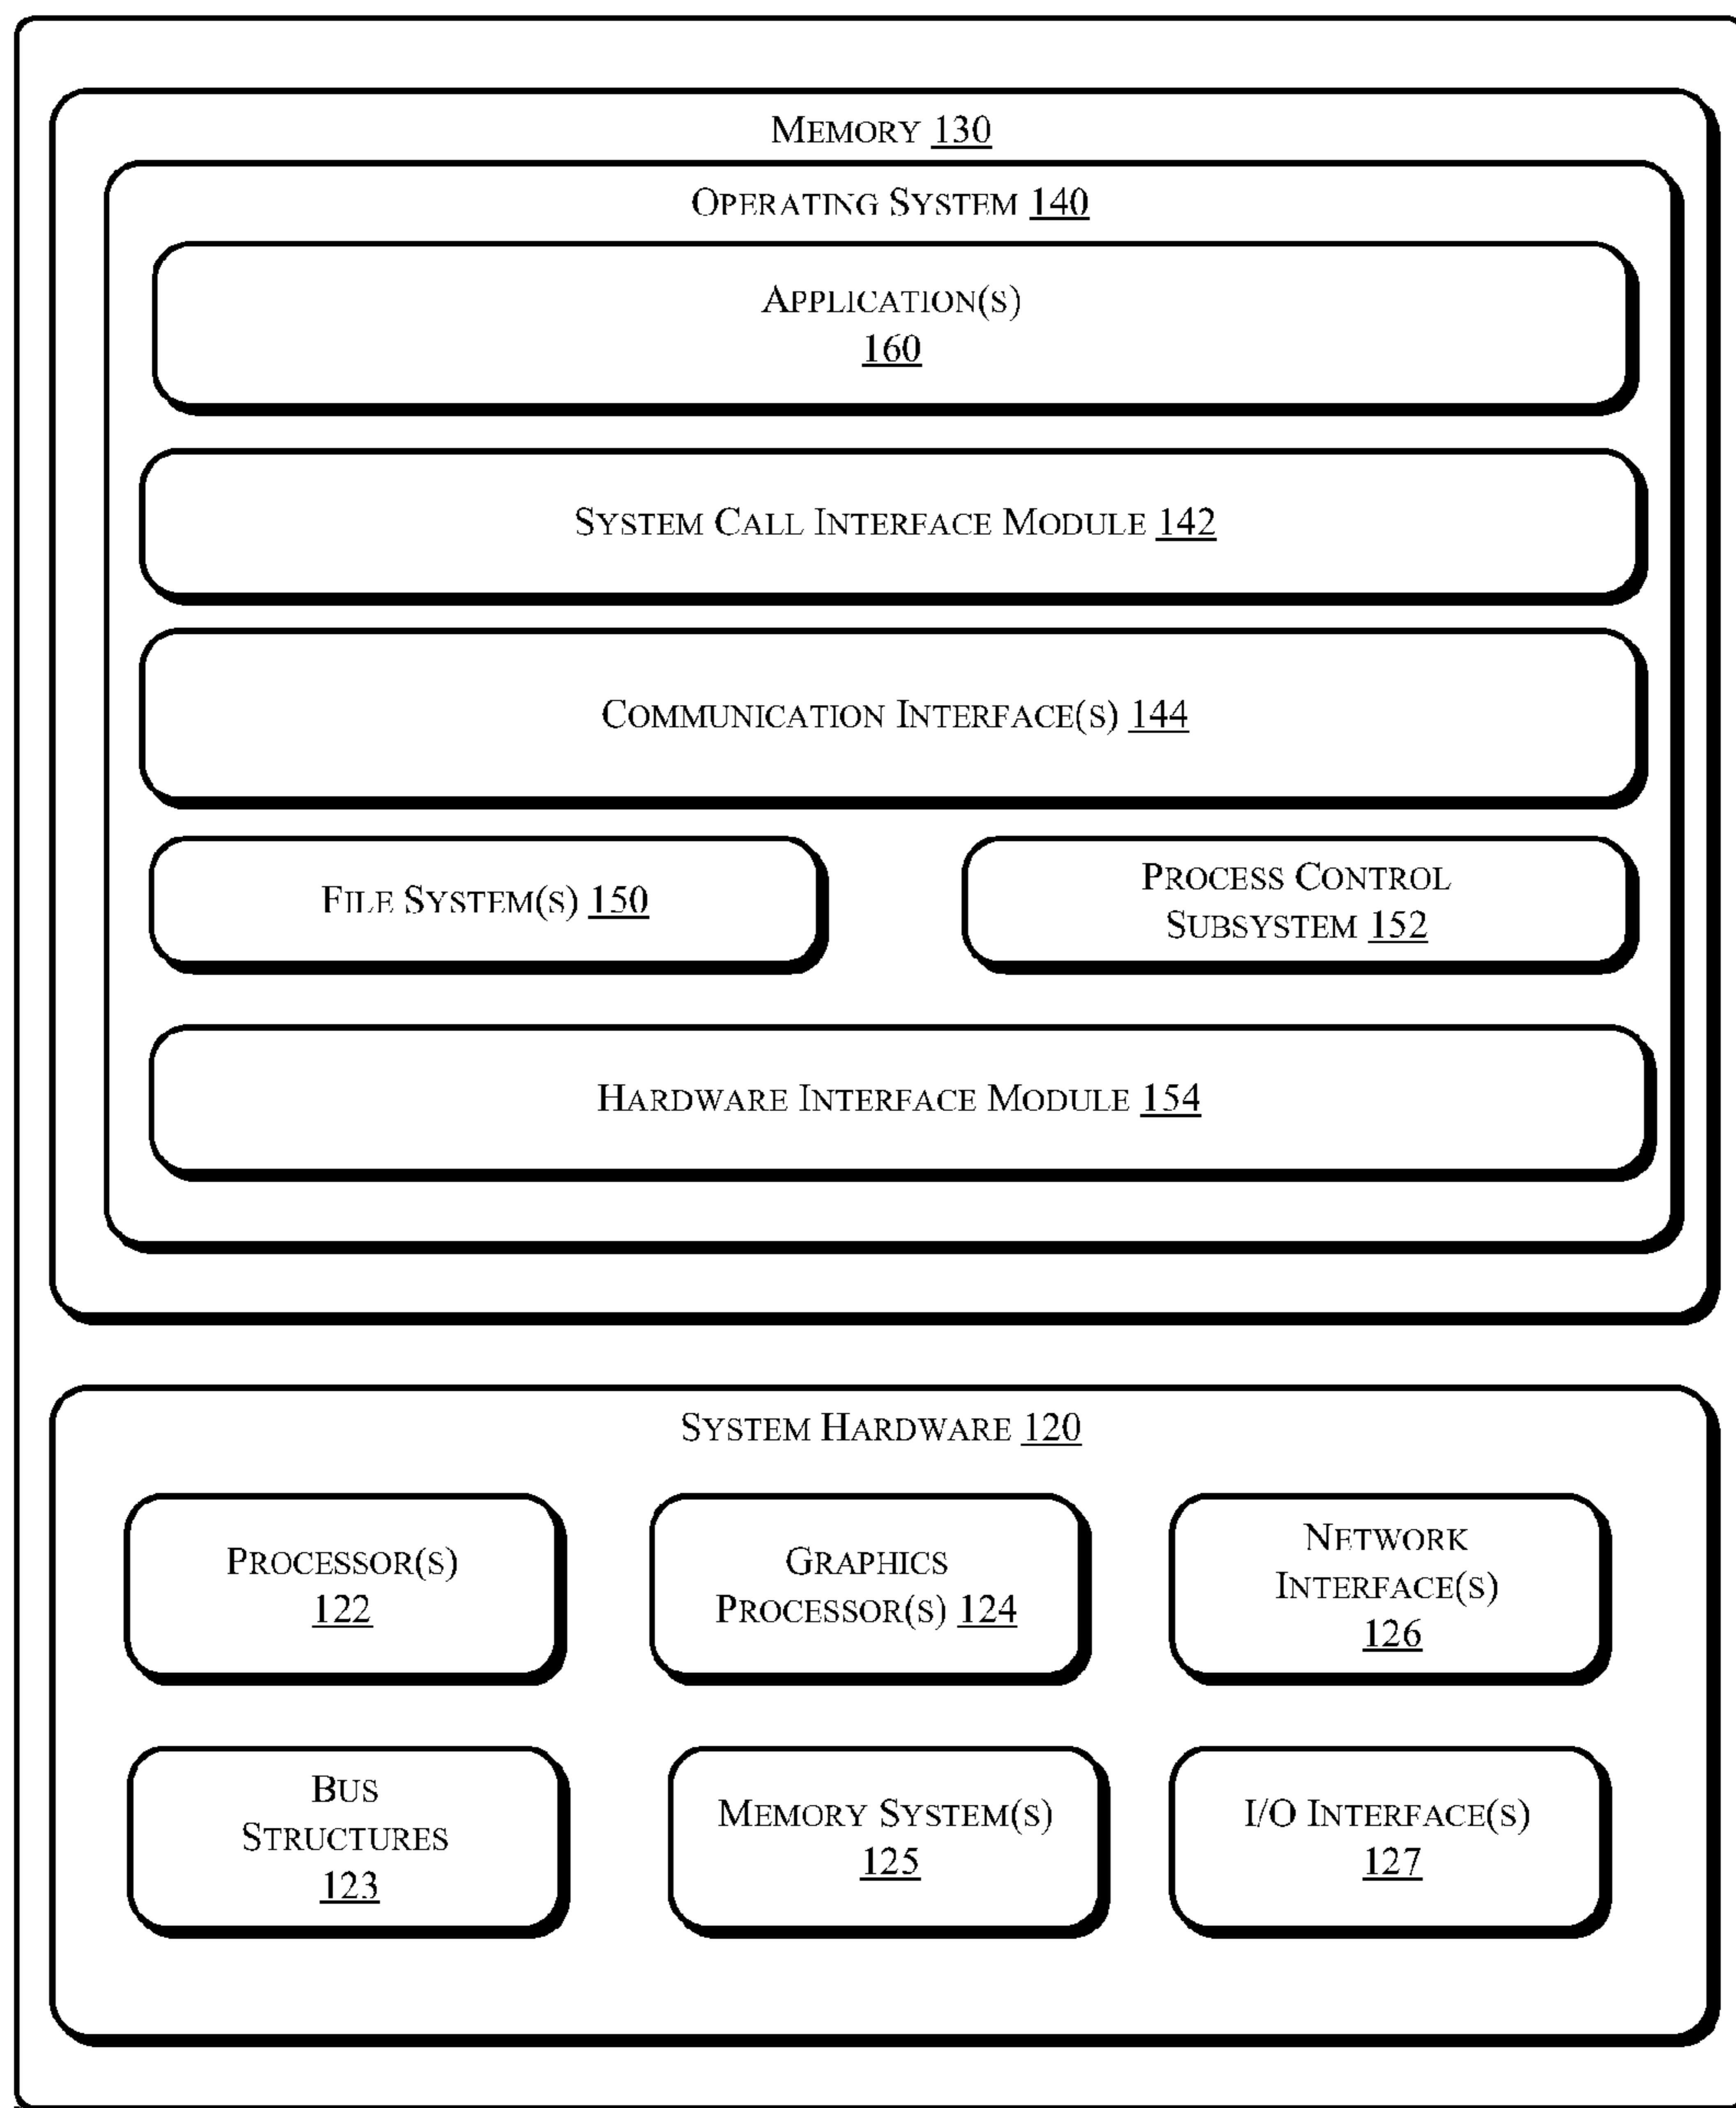 MEMORY 130
OPERATING SYSTEM 140
APPLICATION(S)
160
SYSTEM CALL INTERFACE MODULE 142
COMMUNICATION INTERFACE(S) 144
FILE SYSTEM(S) 150
PROCESS CONTROL
SUBSYSTEM 152
HARDWARE INTERFACE MODULE 154
SYSTEM HARDWARE 120
PROCESSOR(S)
122
GRAPHICS
PROCESSOR(S) 124
NETWORK
INTERFACE(S)
126
BUS
STRUCTURES
123
MEMORY SYSTEM(S)
125
I/O INTERFACE(S)
127